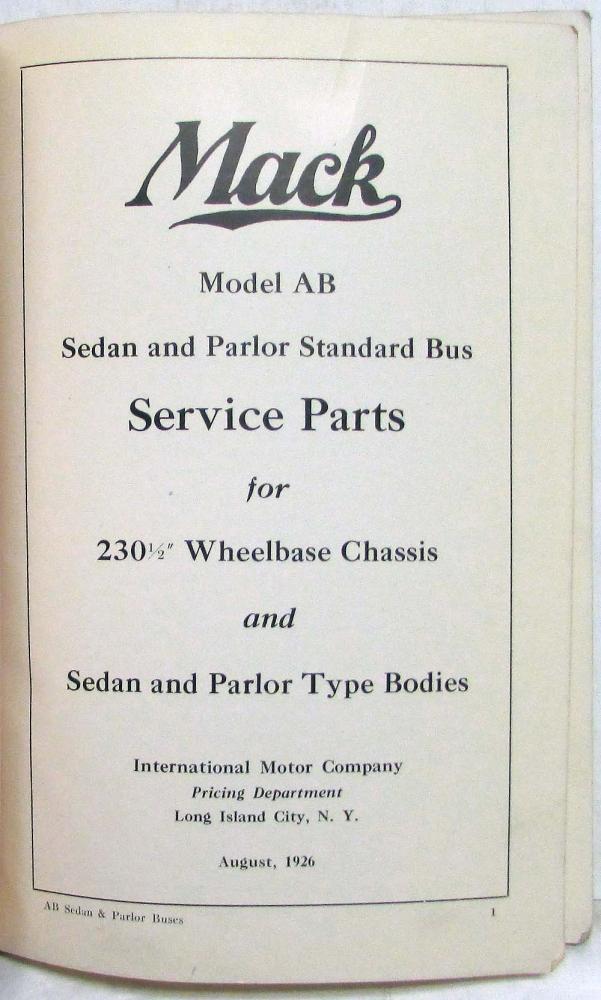 Mack
Model AB
Sedan and Parlor Standard Bus
Service Parts
for
230½" Wheelbase Chassis
and
Sedan and Parlor Type Bodies
International Motor Company
Pricing Department
Long Island City, N. Y.
August, 1926
AB Sedan & Parlor Buses 1